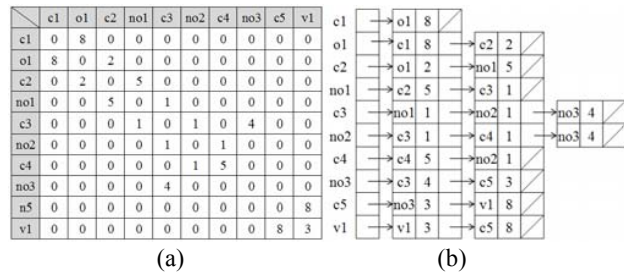 c1 o1 c2 no1 c3 no2 c4 no3 c5 v1
c1 0 8 0 0 0 0 0 0 0 0
o1 8 0 2 0 0 0 0 0 0 0
c2 0 2 0 5 0 0 0 0 0 0
no1 0 0 5 0 1 0 0 0 0 0
c3 0 0 0 1 0 1 0 4 0 0
no2 0 0 0 0 1 0 1 0 0 0
c4 0 0 0 0 0 1 5 0 0 0
no3 0 0 0 0 4 0 0 0 0 0
n5 0 0 0 0 0 0 0 0 0 8
v1 0 0 0 0 0 0 0 0 8 3
(a)
c1 o1 8
o1 c1 8 c2 2
c2 o1 2 no1 5
no1 c2 5 c3 1
c3 no1 1 no2 1 no3 4
no2 c3 1 c4 1 no3 4
c4 c4 5 no2 1
no3 c3 4 c5 3
c5 no3 3 v1 8
v1 v1 3 c5 8
(b)